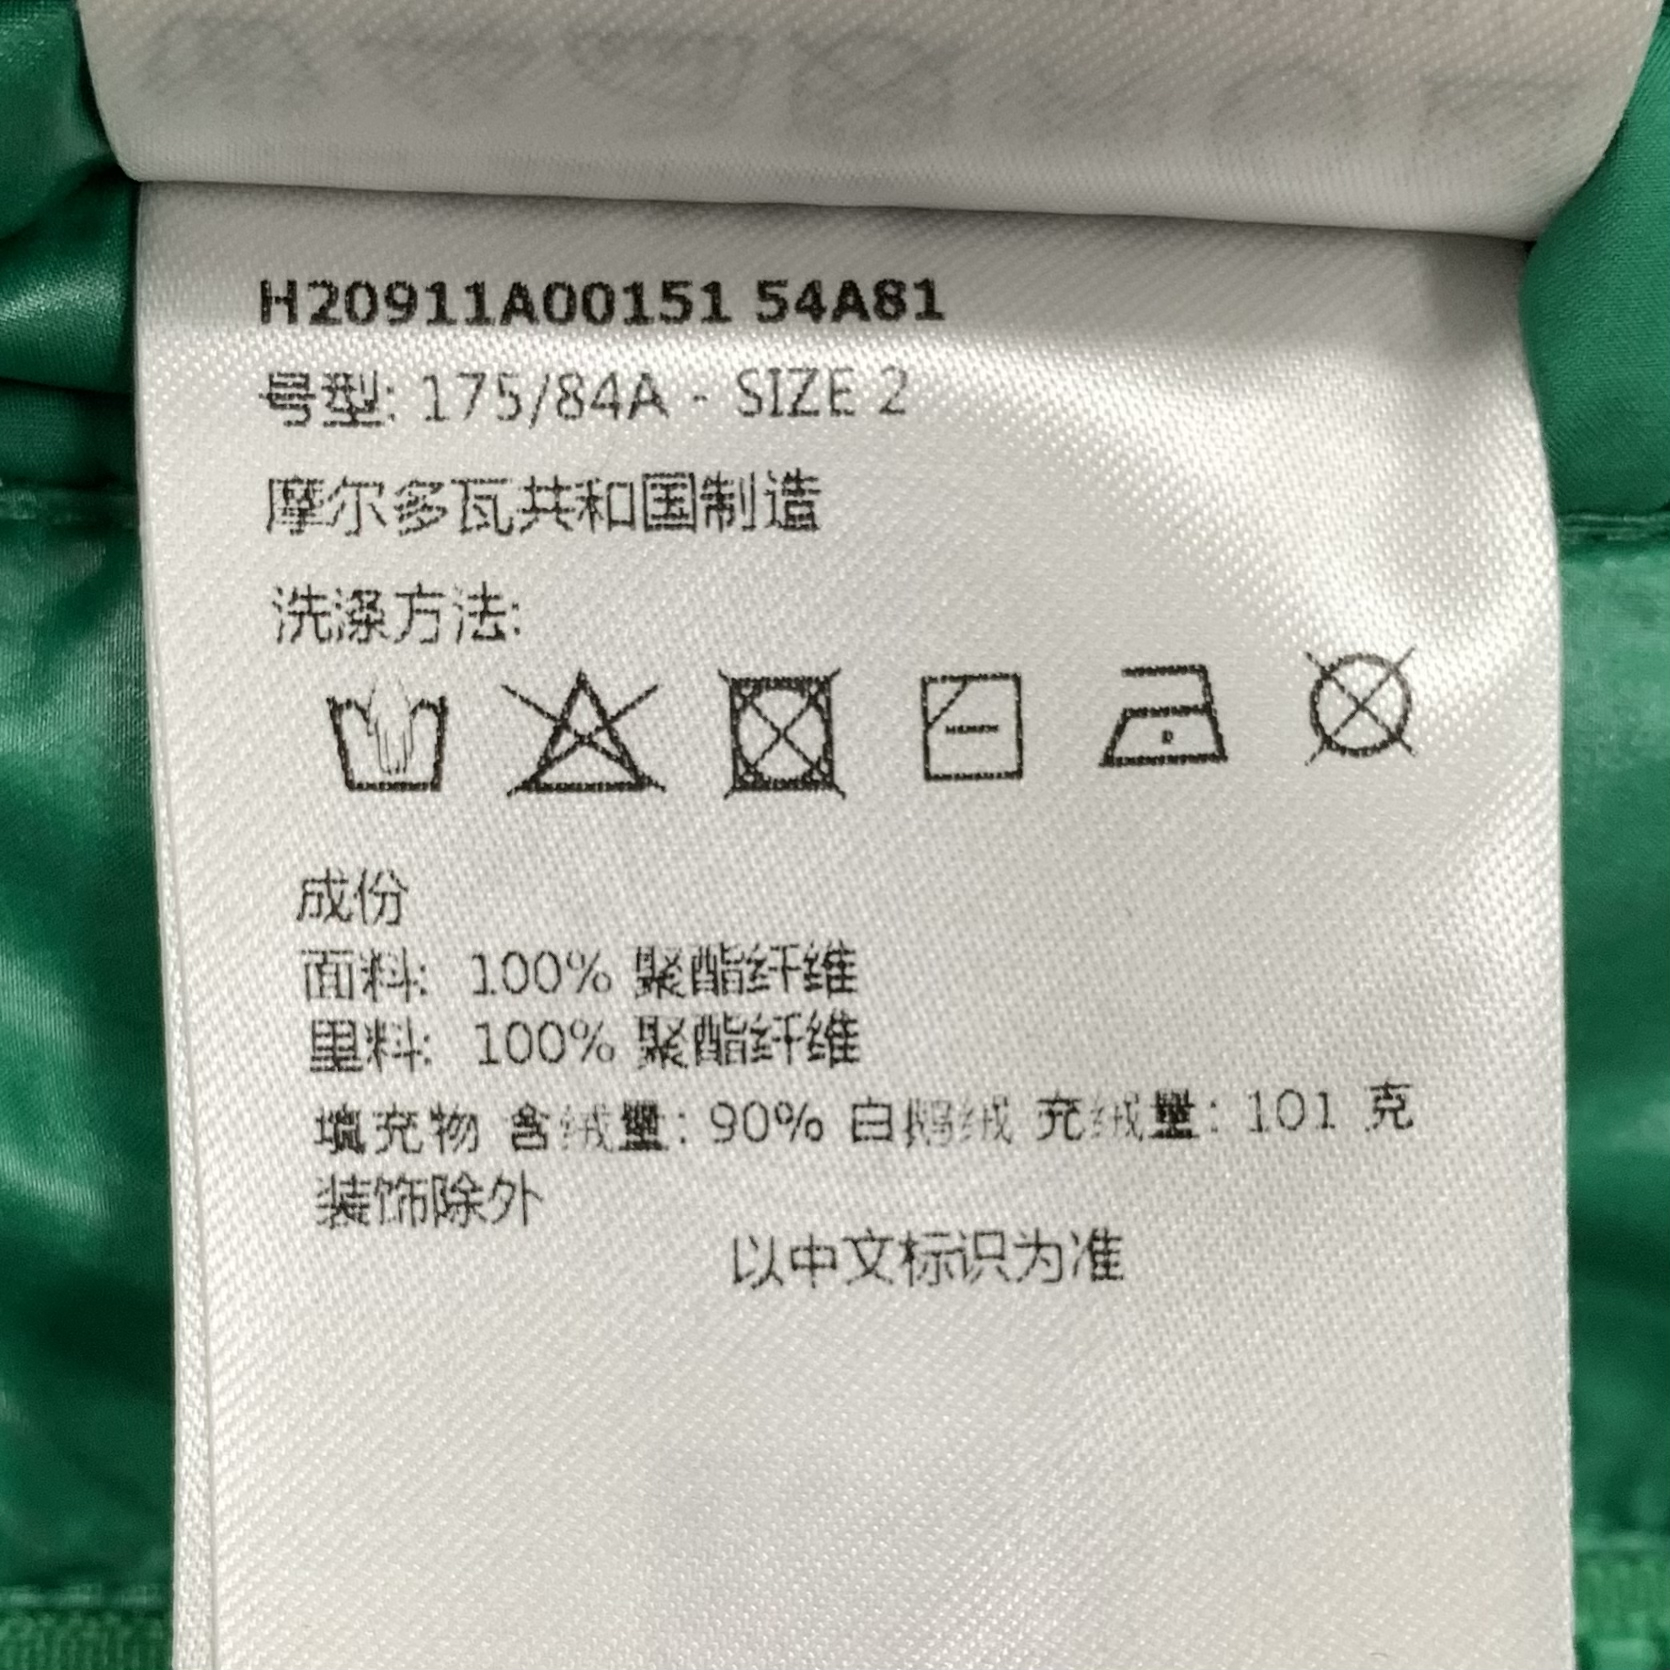 H20911A00151 54A81
号型: 175/84A - SIZE 2
摩尔多瓦共和国制造
洗涤方法:
成份
面料: 100% 聚酯纤维
里料: 100% 聚酯纤维
填充物 含绒量: 90% 白鹅绒 充绒量: 101 克
装饰除外
以中文标识为准